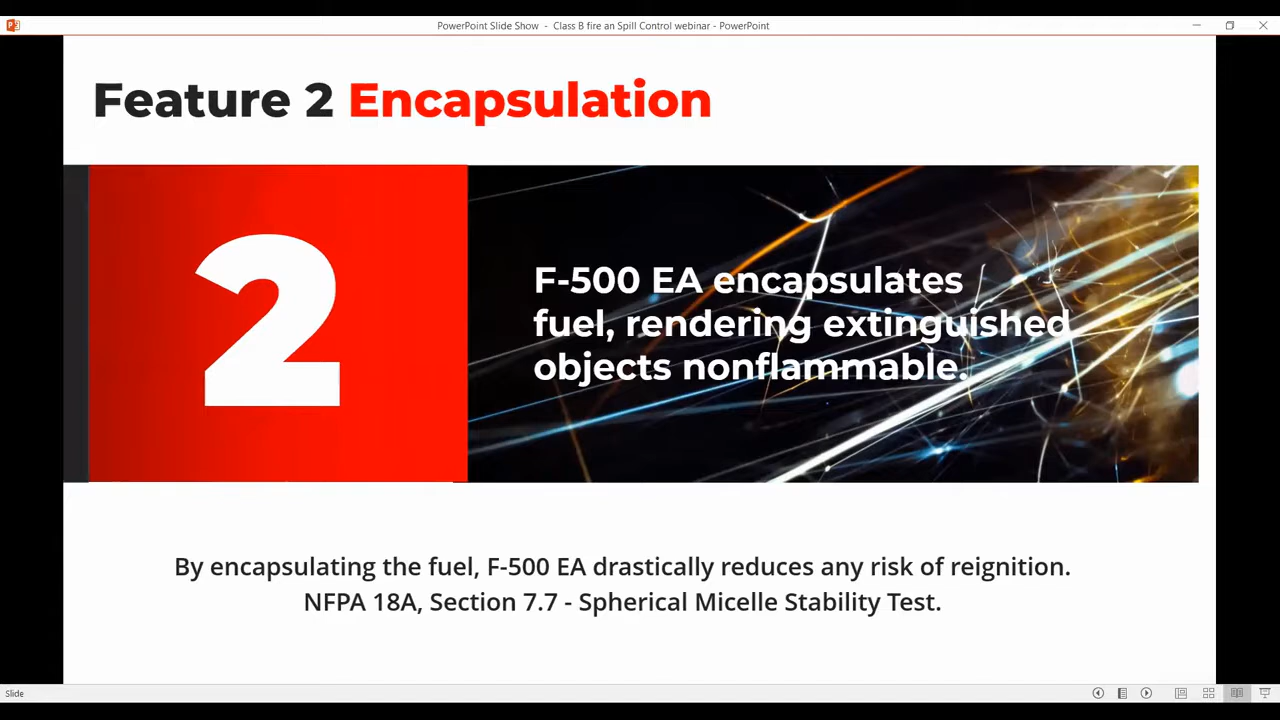 PowerPoint Slide Show - Class B fire an Spill Control webinar - PowerPoint
Feature 2 Encapsulation
2
F-500 EA encapsulates
fuel, rendering extinguished
objects nonflammable.
By encapsulating the fuel, F-500 EA drastically reduces any risk of reignition.
NFPA 18A, Section 7.7 - Spherical Micelle Stability Test.
Slide